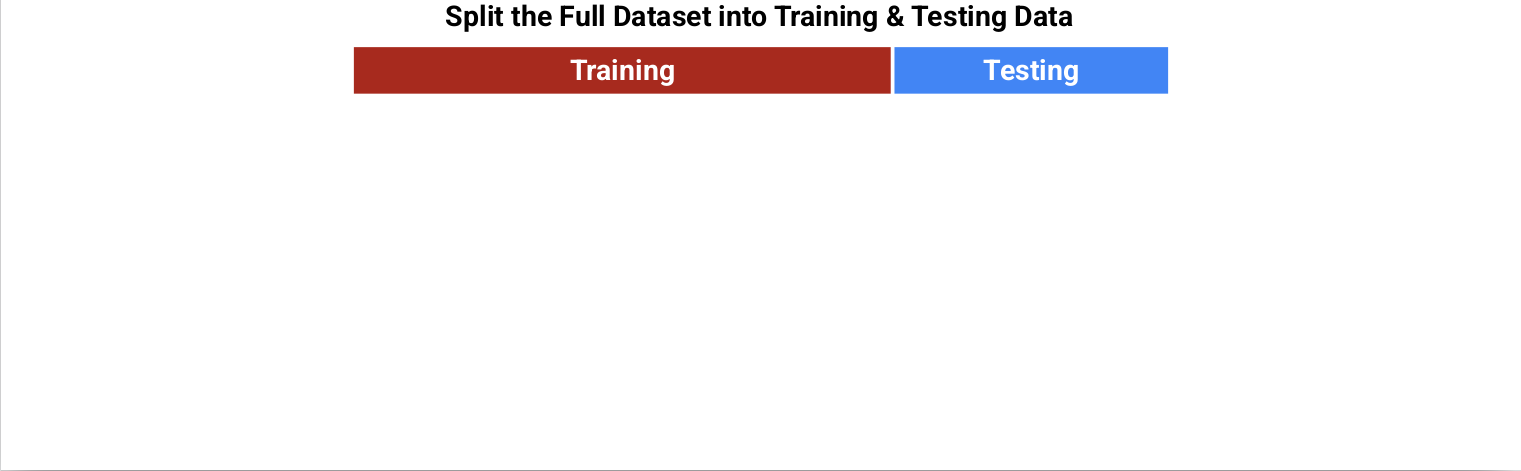 Split the Full Dataset into Training & Testing Data
Training Testing